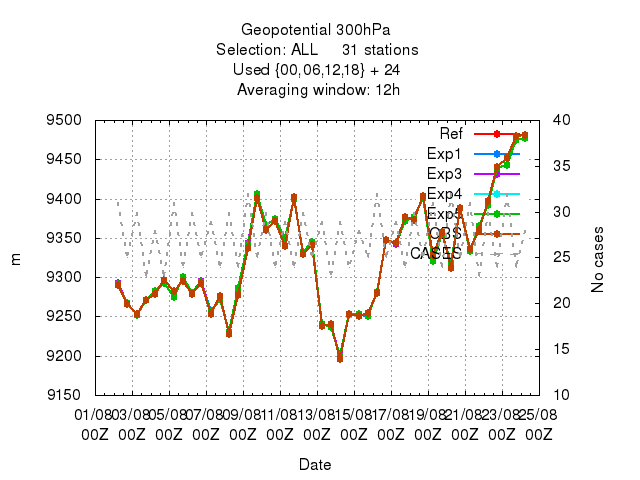 Geopotential 300hPa
Selection: ALL 31 stations
Used {00,06,12,18} + 24
Averaging window: 12h
9500
9450
9400
9350
9300
9250
9200
9150
m
40
35
30
25
20
15
10
No cases
Ref
Exp1
Exp3
Exp4
Exp5
OBS
CASES
01/08 03/08 05/08 07/08 09/08 11/08 13/08 15/08 17/08 19/08 21/08 23/08 25/08
00Z 00Z 00Z 00Z 00Z 00Z 00Z 00Z 00Z 00Z 00Z 00Z 00Z
Date